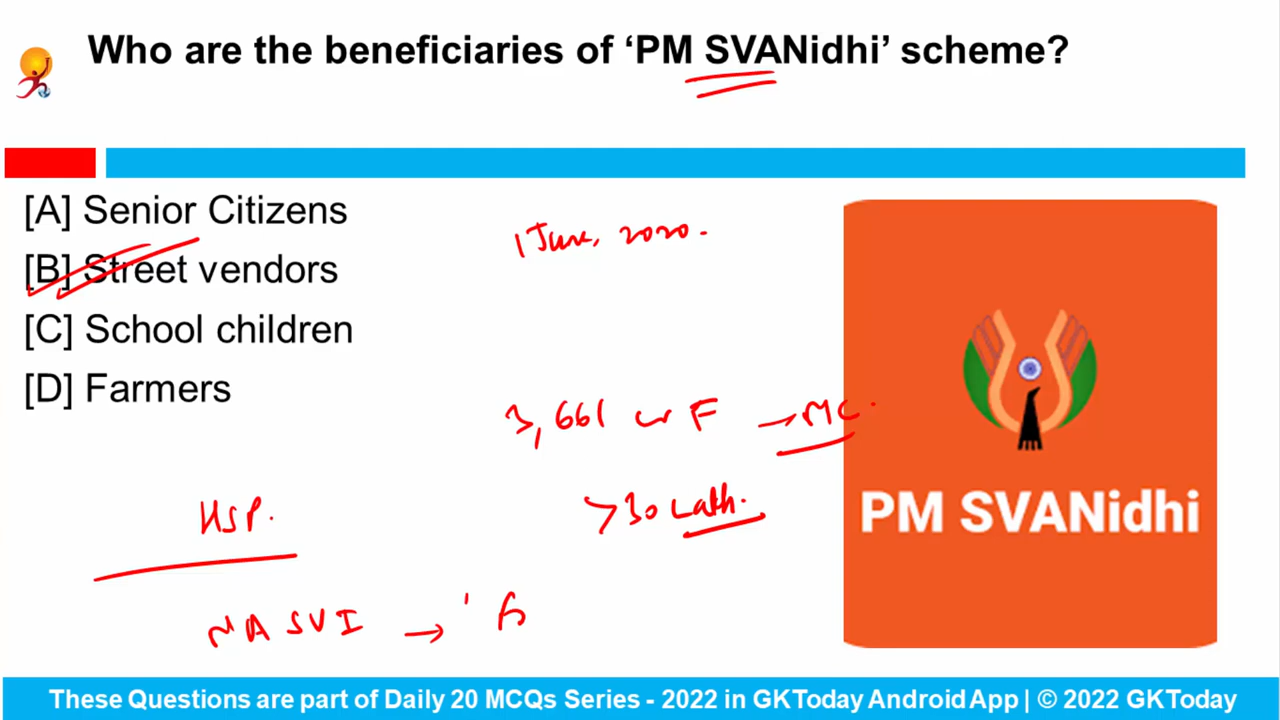 Who are the beneficiaries of ‘PM SVANidhi’ scheme?
[A] Senior Citizens
[B] Street vendors
[C] School children
[D] Farmers
1 June, 2020.
3,661 F → MC.
>30 Lakh.
NASVI →
PM SVANidhi
These Questions are part of Daily 20 MCQs Series - 2022 in GKToday Android App | © 2022 GKToday